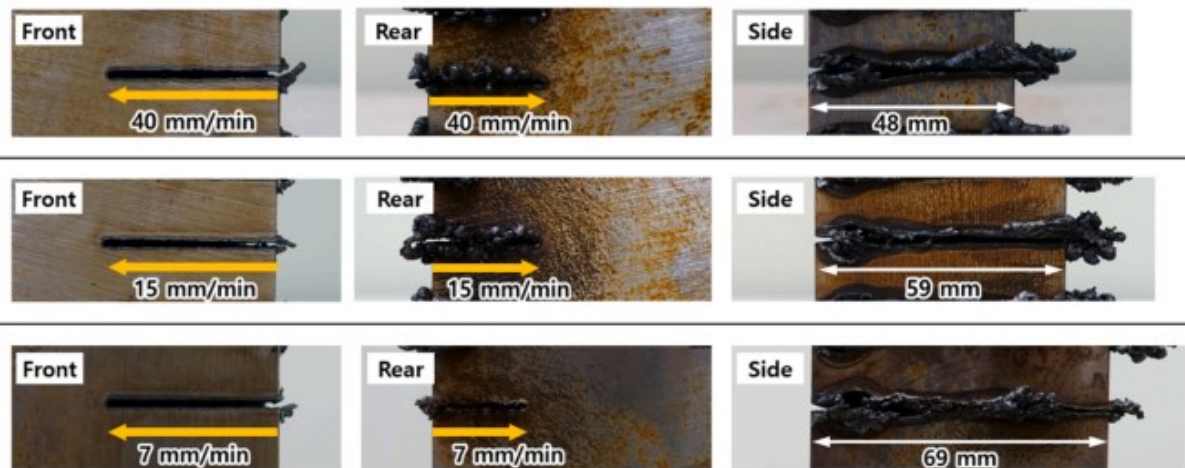 Front
Rear
Side
40 mm/min
40 mm/min
48 mm
Front
Rear
Side
15 mm/min
15 mm/min
59 mm
Front
Rear
Side
7 mm/min
7 mm/min
69 mm